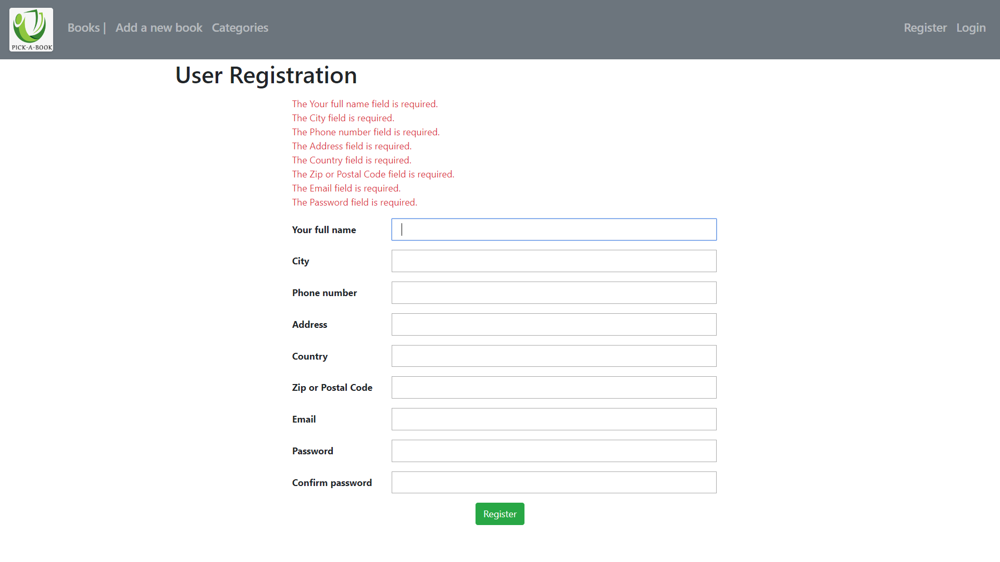 PICK-A-BOOK
Books | Add a new book Categories Register Login
User Registration
The Your full name field is required.
The City field is required.
The Phone number field is required.
The Address field is required.
The Country field is required.
The Zip or Postal Code field is required.
The Email field is required.
The Password field is required.
Your full name
City
Phone number
Address
Country
Zip or Postal Code
Email
Password
Confirm password
Register